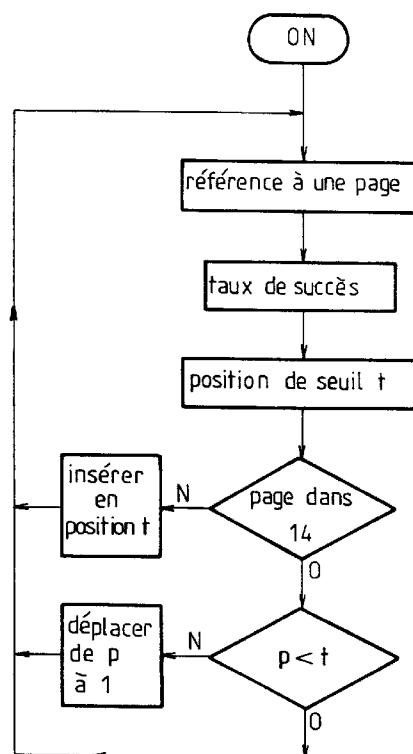 ON
référence à une page
taux de succès
position de seuil t
page dans
14
N
insérer
en
position t
O
p < t
N
déplacer
de p
à 1
O